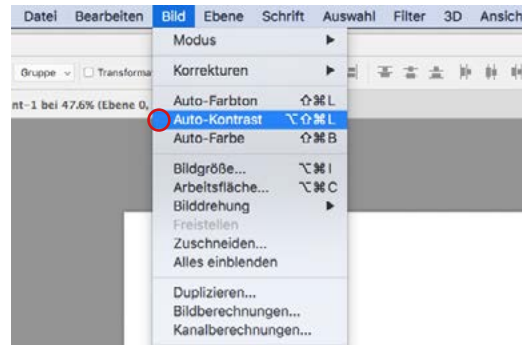 Datei Bearbeiten Bild Ebene Schrift Auswahl Filter 3D Ansich
Modus
Gruppe Transforma
Korrekturen
nt-1 bei 47.6% (Ebene 0,
Auto-Farbton ⇧⌘L
Auto-Kontrast ⌥⇧⌘L
Auto-Farbe ⇧⌘B
Bildgröße... ⌥⌘I
Arbeitsfläche... ⌥⌘C
Bilddrehung
Freistellen
Zuschneiden...
Alles einblenden
Duplizieren...
Bildberechnungen...
Kanalberechnungen...